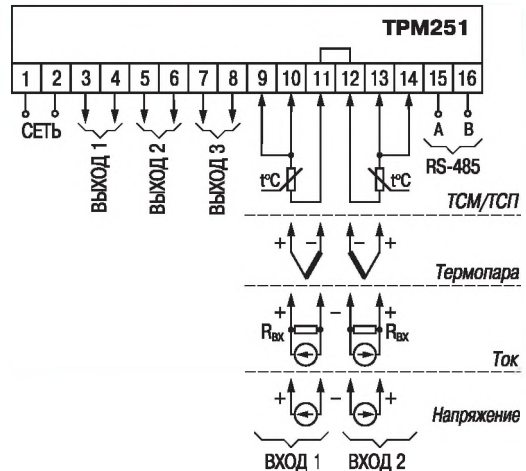 ТРМ251
1 2 3 4 5 6 7 8 9 10 11 12 13 14 15 16
СЕТЬ
ВЫХОД 1
ВЫХОД 2
ВЫХОД 3
t°C
t°C
A B
RS-485
ТСМ/ТСП
+ − − +
Термопара
+ − +
Rвх Rвх
Ток
+ − +
Напряжение
ВХОД 1 ВХОД 2